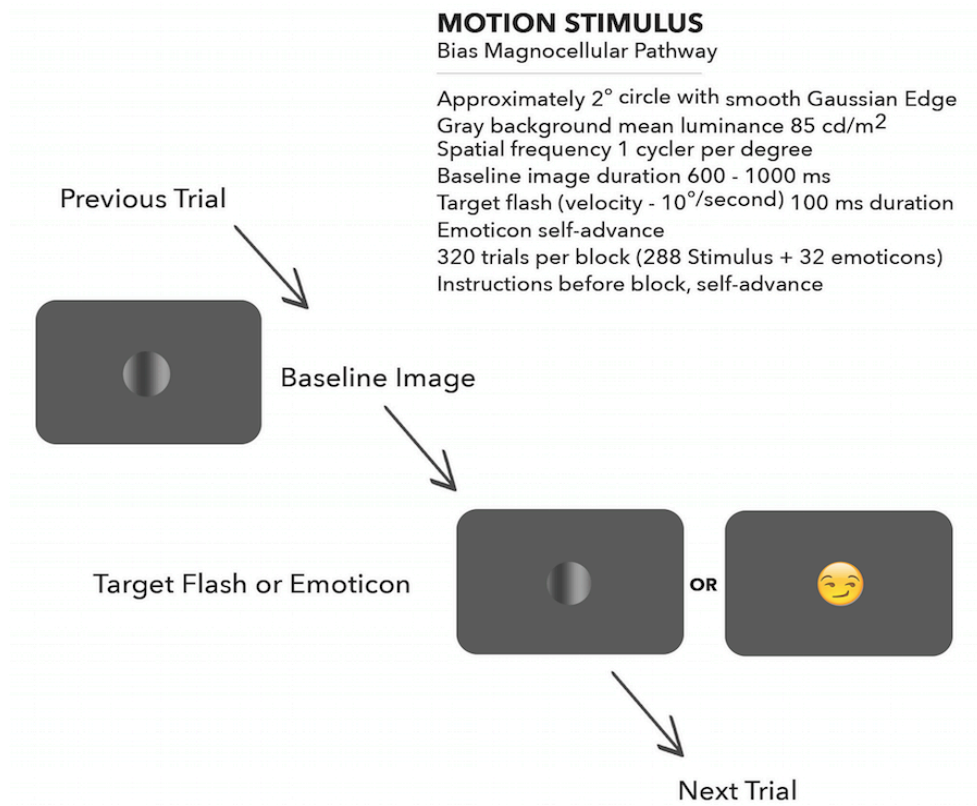 MOTION STIMULUS
Bias Magnocellular Pathway
Approximately 2° circle with smooth Gaussian Edge
Gray background mean luminance 85 cd/m2
Spatial frequency 1 cycler per degree
Baseline image duration 600 - 1000 ms
Target flash (velocity - 10°/second) 100 ms duration
Emoticon self-advance
320 trials per block (288 Stimulus + 32 emoticons)
Instructions before block, self-advance
Previous Trial
Baseline Image
Target Flash or Emoticon
OR
Next Trial